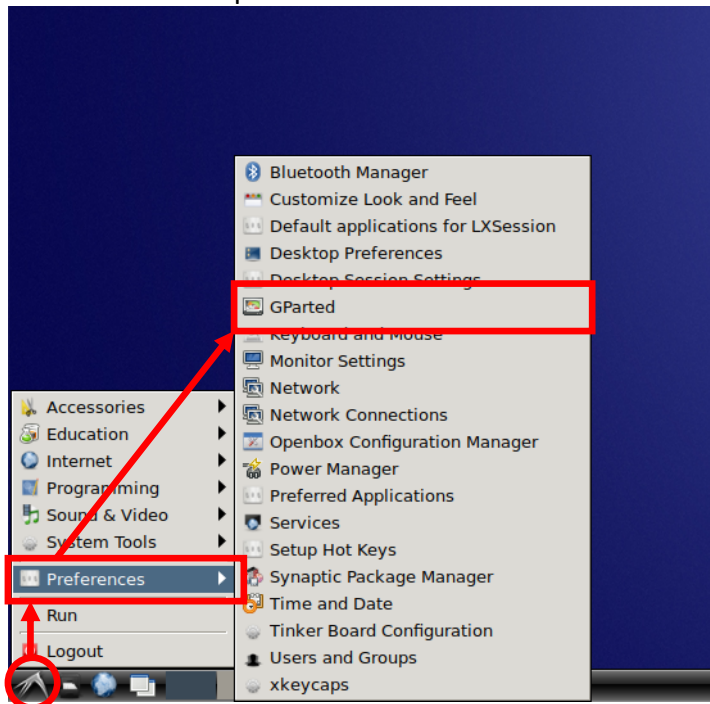 Bluetooth Manager
Customize Look and Feel
Default applications for LXSession
Desktop Preferences
Desktop Session Settings
GParted
Keyboard and Mouse
Monitor Settings
Network
Network Connections
Openbox Configuration Manager
Power Manager
Preferred Applications
Services
Setup Hot Keys
Synaptic Package Manager
Time and Date
Tinker Board Configuration
Users and Groups
xkeycaps
Accessories
Education
Internet
Programming
Sound & Video
System Tools
Preferences
Run
Logout